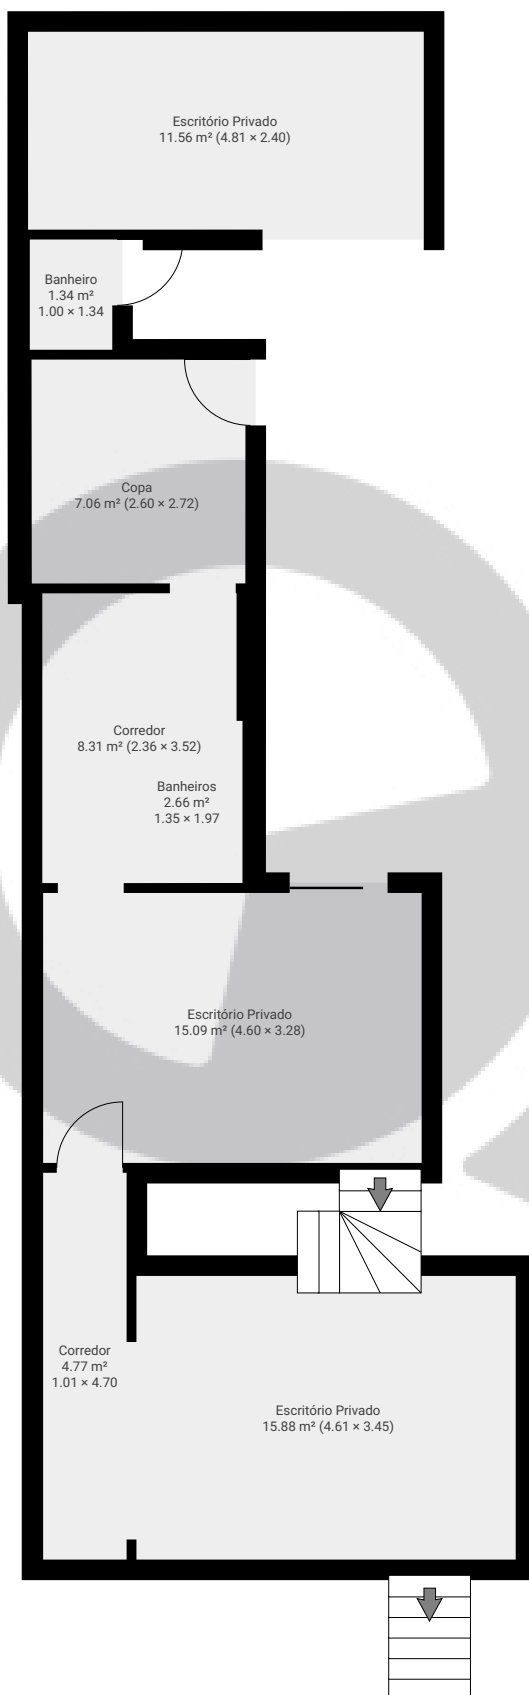 Escritório Privado
11.56 m² (4.81 × 2.40)
Banheiro
1.34 m²
1.00 × 1.34
Copa
7.06 m² (2.60 × 2.72)
Corredor
8.31 m² (2.36 × 3.52)
Banheiros
2.66 m²
1.35 × 1.97
Escritório Privado
15.09 m² (4.60 × 3.28)
Corredor
4.77 m²
1.01 × 4.70
Escritório Privado
15.88 m² (4.61 × 3.45)